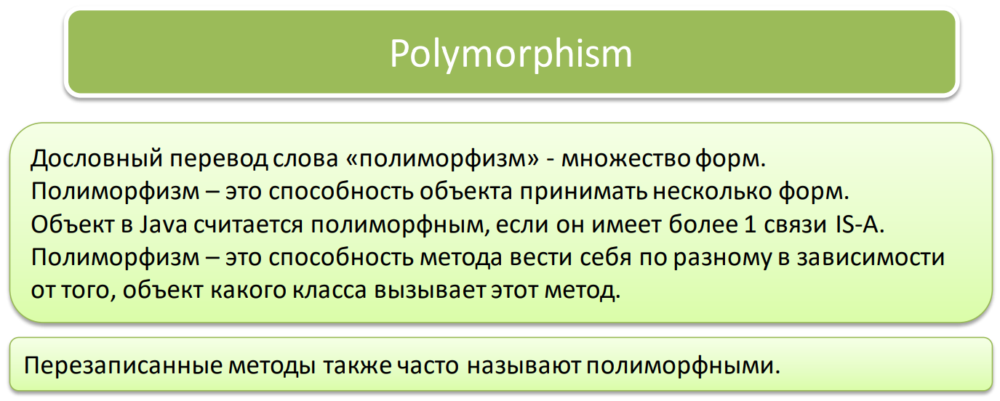 Polymorphism
Дословный перевод слова «полиморфизм» - множество форм.
Полиморфизм – это способность объекта принимать несколько форм.
Объект в Java считается полиморфным, если он имеет более 1 связи IS-A.
Полиморфизм – это способность метода вести себя по разному в зависимости
от того, объект какого класса вызывает этот метод.
Перезаписанные методы также часто называют полиморфными.